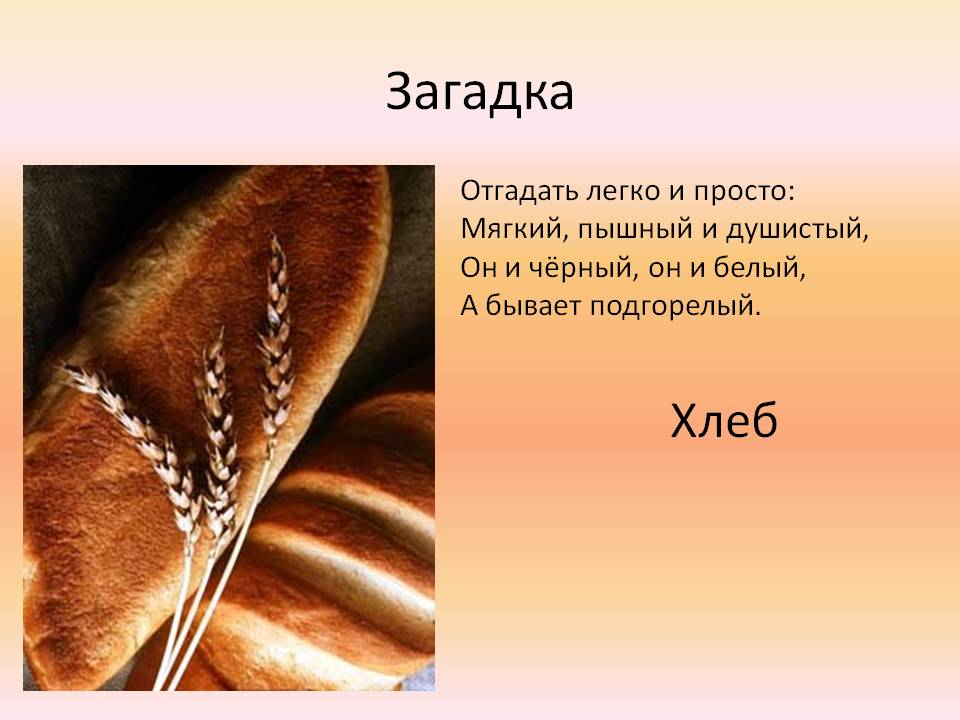 Загадка
Отгадать легко и просто:
Мягкий, пышный и душистый,
Он и чёрный, он и белый,
А бывает подгорелый.
Хлеб